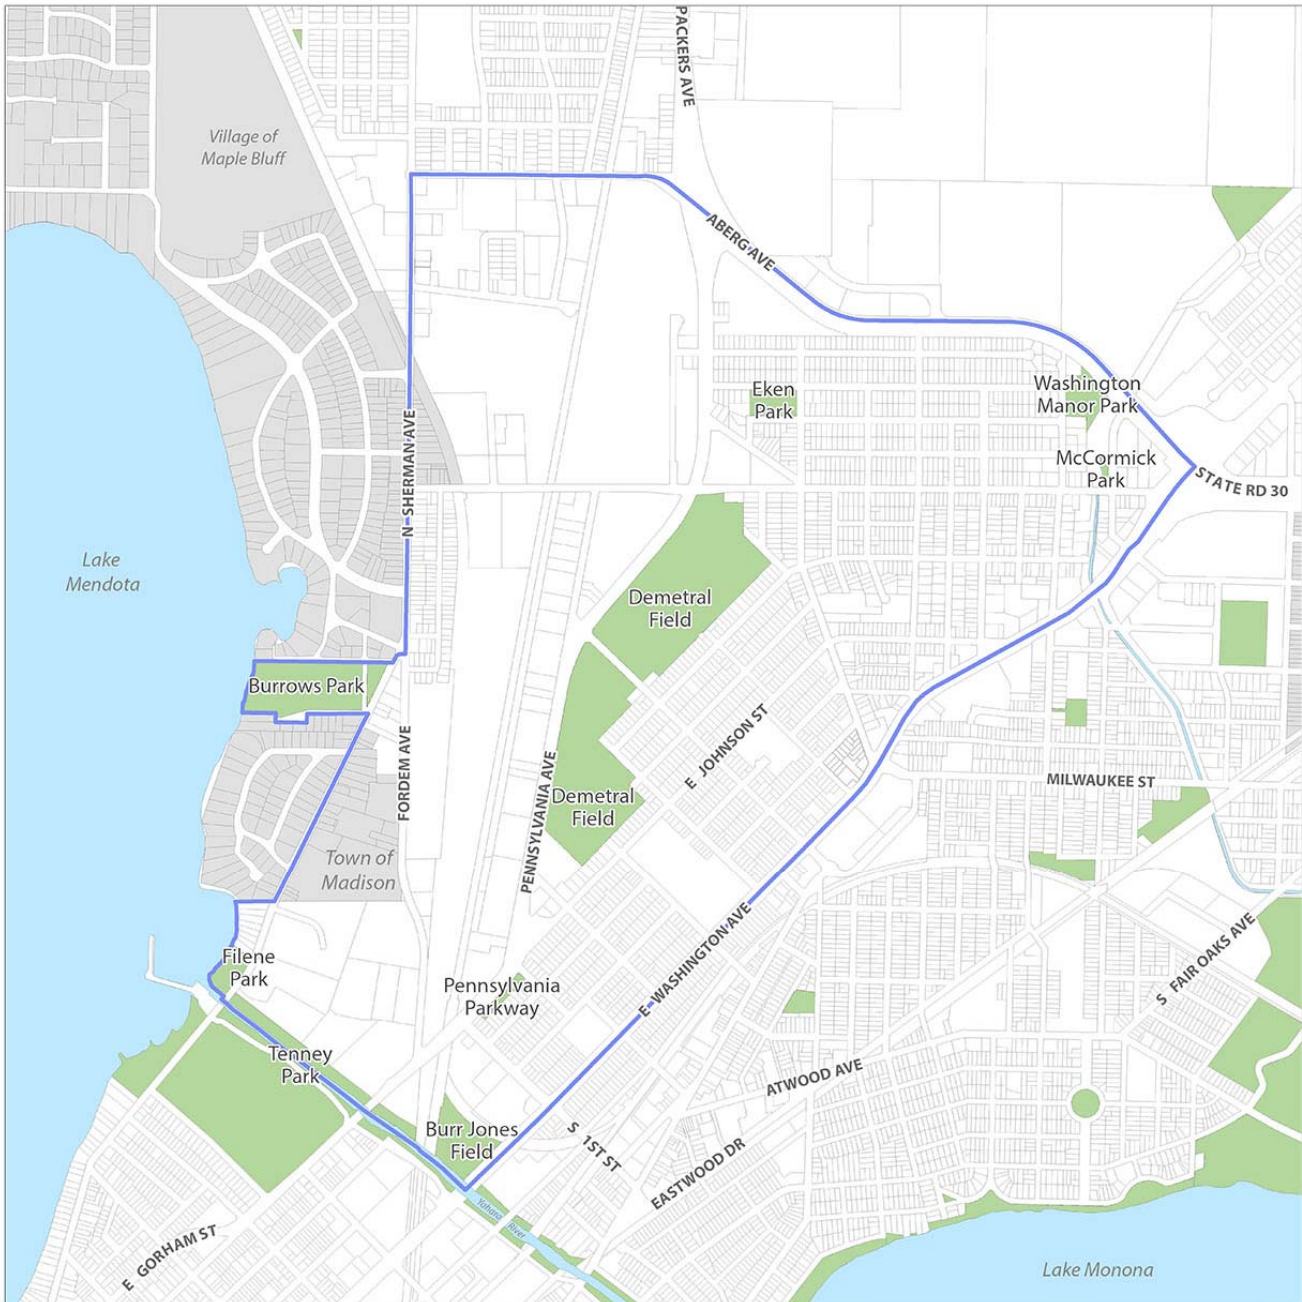 PACKERS AVE
Village of
Maple Bluff
ABERG AVE
Eken
Park
Washington
Manor Park
N SHERMAN AVE
McCormick
Park
STATE RD 30
Lake
Mendota
Demetral
Field
Burrows Park
E JOHNSON ST
FORDEM AVE
PENNSYLVANIA AVE
Demetral
Field
MILWAUKEE ST
Town of
Madison
E WASHINGTON AVE
S FAIR OAKS AVE
Filene
Park
Pennsylvania
Parkway
Tenney
Park
ATWOOD AVE
Burr Jones
Field
S 1ST ST
EASTWOOD DR
Yahara River
E GORHAM ST
Lake Monona